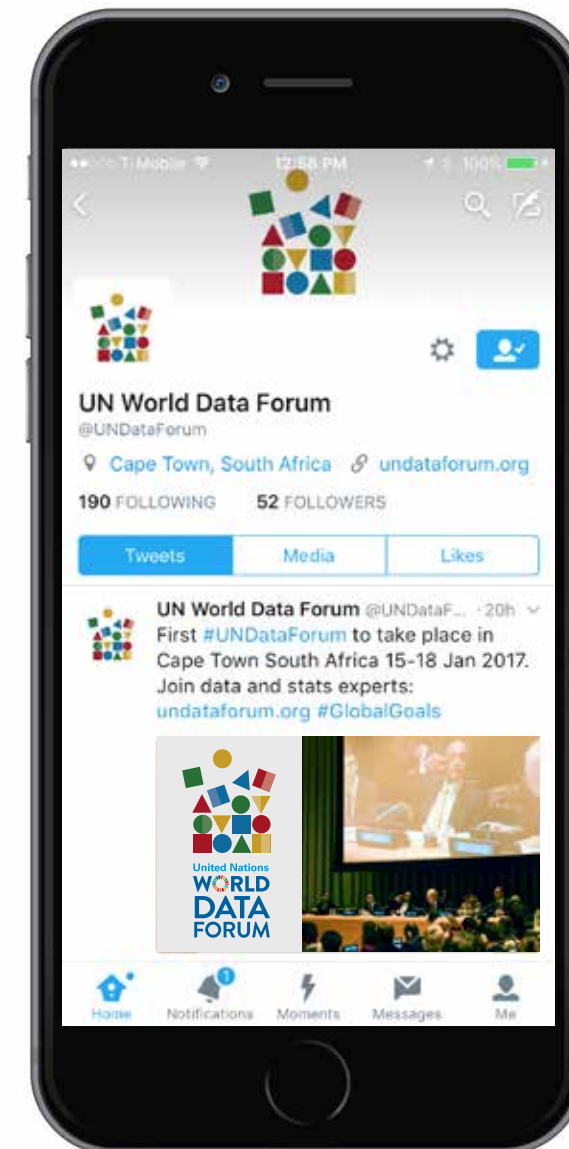 T-Mobile 12:58 PM 100%
UN World Data Forum
@UNDataForum
Cape Town, South Africa undataforum.org
190 FOLLOWING 52 FOLLOWERS
Tweets Media Likes
UN World Data Forum @UNDataF... · 20h
First #UNDataForum to take place in
Cape Town South Africa 15-18 Jan 2017.
Join data and stats experts:
undataforum.org #GlobalGoals
United Nations
WORLD
DATA
FORUM
1
Home Notifications Moments Messages Me